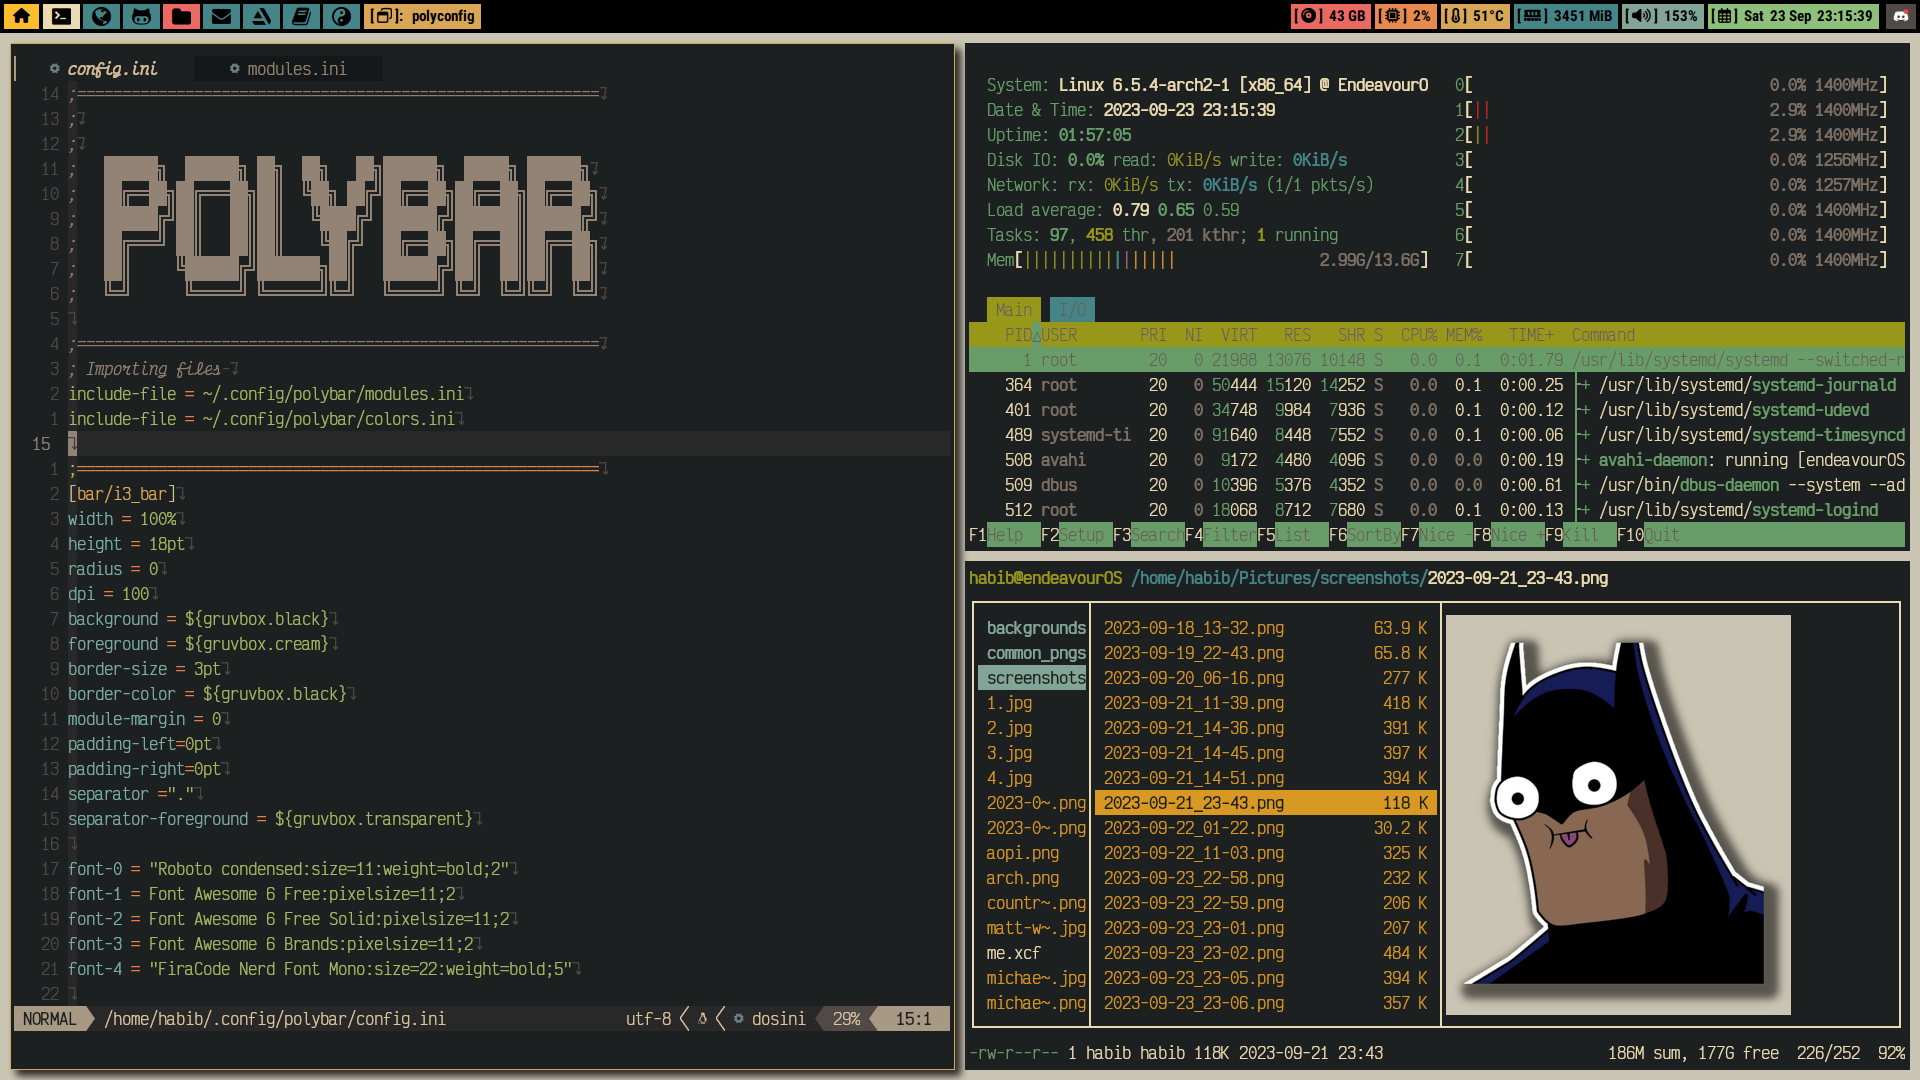 [ ]: polyconfig
[ ] 43 GB
[ ] 2%
[ ] 51°C
[ ] 3451 MiB
[ ] 153%
[ ] Sat 23 Sep 23:15:39
config.ini modules.ini
14 ;==========================================================
13 ;
12 ;
11 ;
10 ;
9 ;
8 ;
7 ;
6 ;
POLYBAR
5
4 ;==========================================================
3 ; Importing files-
2 include-file = ~/.config/polybar/modules.ini
1 include-file = ~/.config/polybar/colors.ini
15
1 ;==========================================================
2 [bar/i3_bar]
3 width = 100%
4 height = 18pt
5 radius = 0
6 dpi = 100
7 background = ${gruvbox.black}
8 foreground = ${gruvbox.cream}
9 border-size = 3pt
10 border-color = ${gruvbox.black}
11 module-margin = 0
12 padding-left=0pt
13 padding-right=0pt
14 separator ="."
15 separator-foreground = ${gruvbox.transparent}
16
17 font-0 = "Roboto condensed:size=11:weight=bold;2"
18 font-1 = Font Awesome 6 Free:pixelsize=11;2
19 font-2 = Font Awesome 6 Free Solid:pixelsize=11;2
20 font-3 = Font Awesome 6 Brands:pixelsize=11;2
21 font-4 = "FiraCode Nerd Font Mono:size=22:weight=bold;5"
22
NORMAL /home/habib/.config/polybar/config.ini utf-8 dosini 29% 15:1
System: Linux 6.5.4-arch2-1 [x86_64] @ EndeavourO 0[ 0.0% 1400MHz]
Date & Time: 2023-09-23 23:15:39 1[|| 2.9% 1400MHz]
Uptime: 01:57:05 2[|| 2.9% 1400MHz]
Disk IO: 0.0% read: 0KiB/s write: 0KiB/s 3[ 0.0% 1256MHz]
Network: rx: 0KiB/s tx: 0KiB/s (1/1 pkts/s) 4[ 0.0% 1257MHz]
Load average: 0.79 0.65 0.59 5[ 0.0% 1400MHz]
Tasks: 97, 458 thr, 201 kthr; 1 running 6[ 0.0% 1400MHz]
Mem[||||||||||||||||| 2.99G/13.6G] 7[ 0.0% 1400MHz]
Main I/O
PID△USER PRI NI VIRT RES SHR S CPU% MEM% TIME+ Command
1 root 20 0 21988 13076 10148 S 0.0 0.1 0:01.79 /usr/lib/systemd/systemd --switched-r
364 root 20 0 50444 15120 14252 S 0.0 0.1 0:00.25 ─+ /usr/lib/systemd/systemd-journald
401 root 20 0 34748 9984 7936 S 0.0 0.1 0:00.12 ─+ /usr/lib/systemd/systemd-udevd
489 systemd-ti 20 0 91640 8448 7552 S 0.0 0.1 0:00.06 ─+ /usr/lib/systemd/systemd-timesyncd
508 avahi 20 0 9172 4480 4096 S 0.0 0.0 0:00.19 ─+ avahi-daemon: running [endeavourOS
509 dbus 20 0 10396 5376 4352 S 0.0 0.0 0:00.61 ─+ /usr/bin/dbus-daemon --system --ad
512 root 20 0 18068 8712 7680 S 0.0 0.1 0:00.13 ─+ /usr/lib/systemd/systemd-logind
F1Help F2Setup F3SearchF4FilterF5List F6SortByF7Nice -F8Nice +F9Kill F10Quit
habib@endeavourOS /home/habib/Pictures/screenshots/2023-09-21_23-43.png
backgrounds 2023-09-18_13-32.png 63.9 K
common_pngs 2023-09-19_22-43.png 65.8 K
screenshots 2023-09-20_06-16.png 277 K
1.jpg 2023-09-21_11-39.png 418 K
2.jpg 2023-09-21_14-36.png 391 K
3.jpg 2023-09-21_14-45.png 397 K
4.jpg 2023-09-21_14-51.png 394 K
2023-0~.png 2023-09-21_23-43.png 118 K
2023-0~.png 2023-09-22_01-22.png 30.2 K
aopi.png 2023-09-22_11-03.png 325 K
arch.png 2023-09-23_22-58.png 232 K
countr~.png 2023-09-23_22-59.png 206 K
matt-w~.jpg 2023-09-23_23-01.png 207 K
me.xcf 2023-09-23_23-02.png 484 K
michae~.jpg 2023-09-23_23-05.png 394 K
michae~.png 2023-09-23_23-06.png 357 K
-rw-r--r-- 1 habib habib 118K 2023-09-21 23:43 186M sum, 177G free 226/252 92%